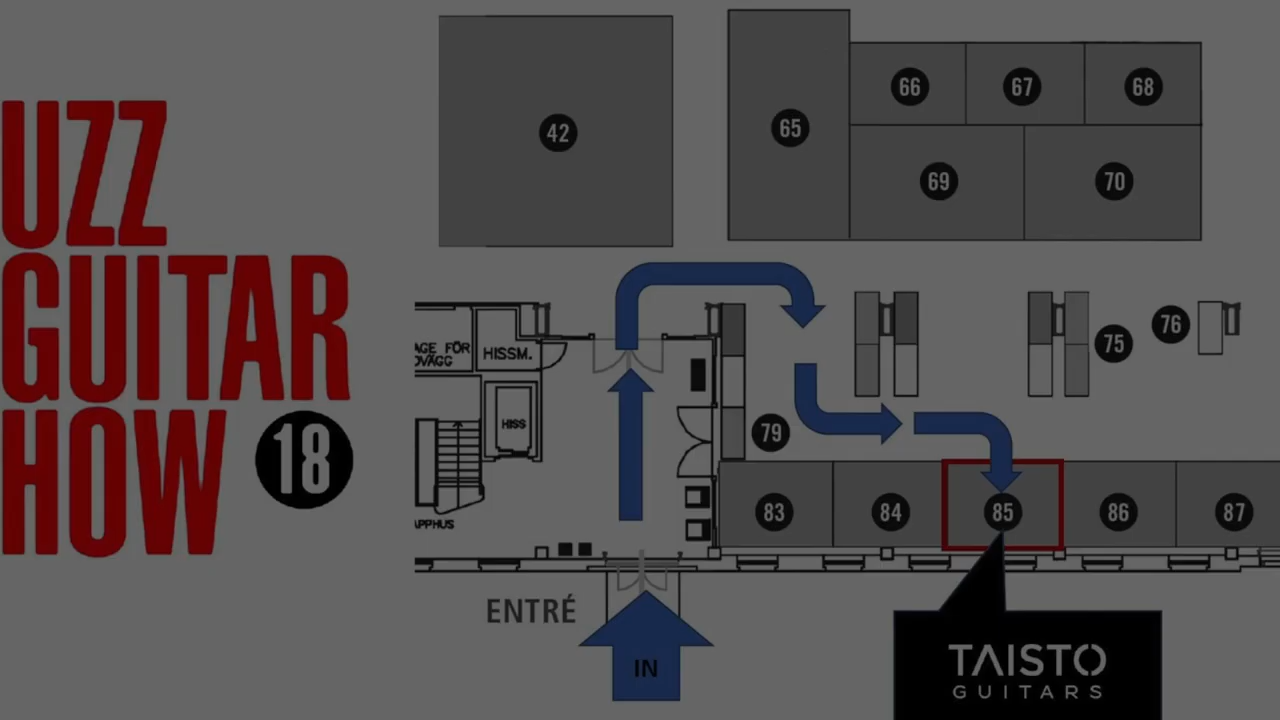 UZZ
GUITAR
HOW 18
42
65
66
67
68
69
70
AGE FÖR
OVÄGG
HISSM.
HISS
APPHUS
75
76
79
83
84
85
86
87
ENTRÉ
IN
TAISTO
GUITARS